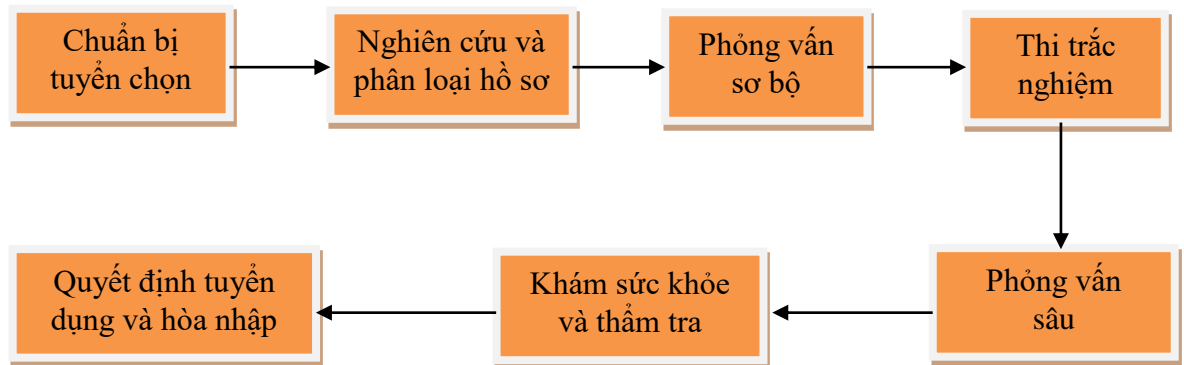 Chuẩn bị
tuyển chọn
Nghiên cứu và
phân loại hồ sơ
Phỏng vấn
sơ bộ
Thi trắc
nghiệm
Phỏng vấn
sâu
Khám sức khỏe
và thẩm tra
Quyết định tuyển
dụng và hòa nhập